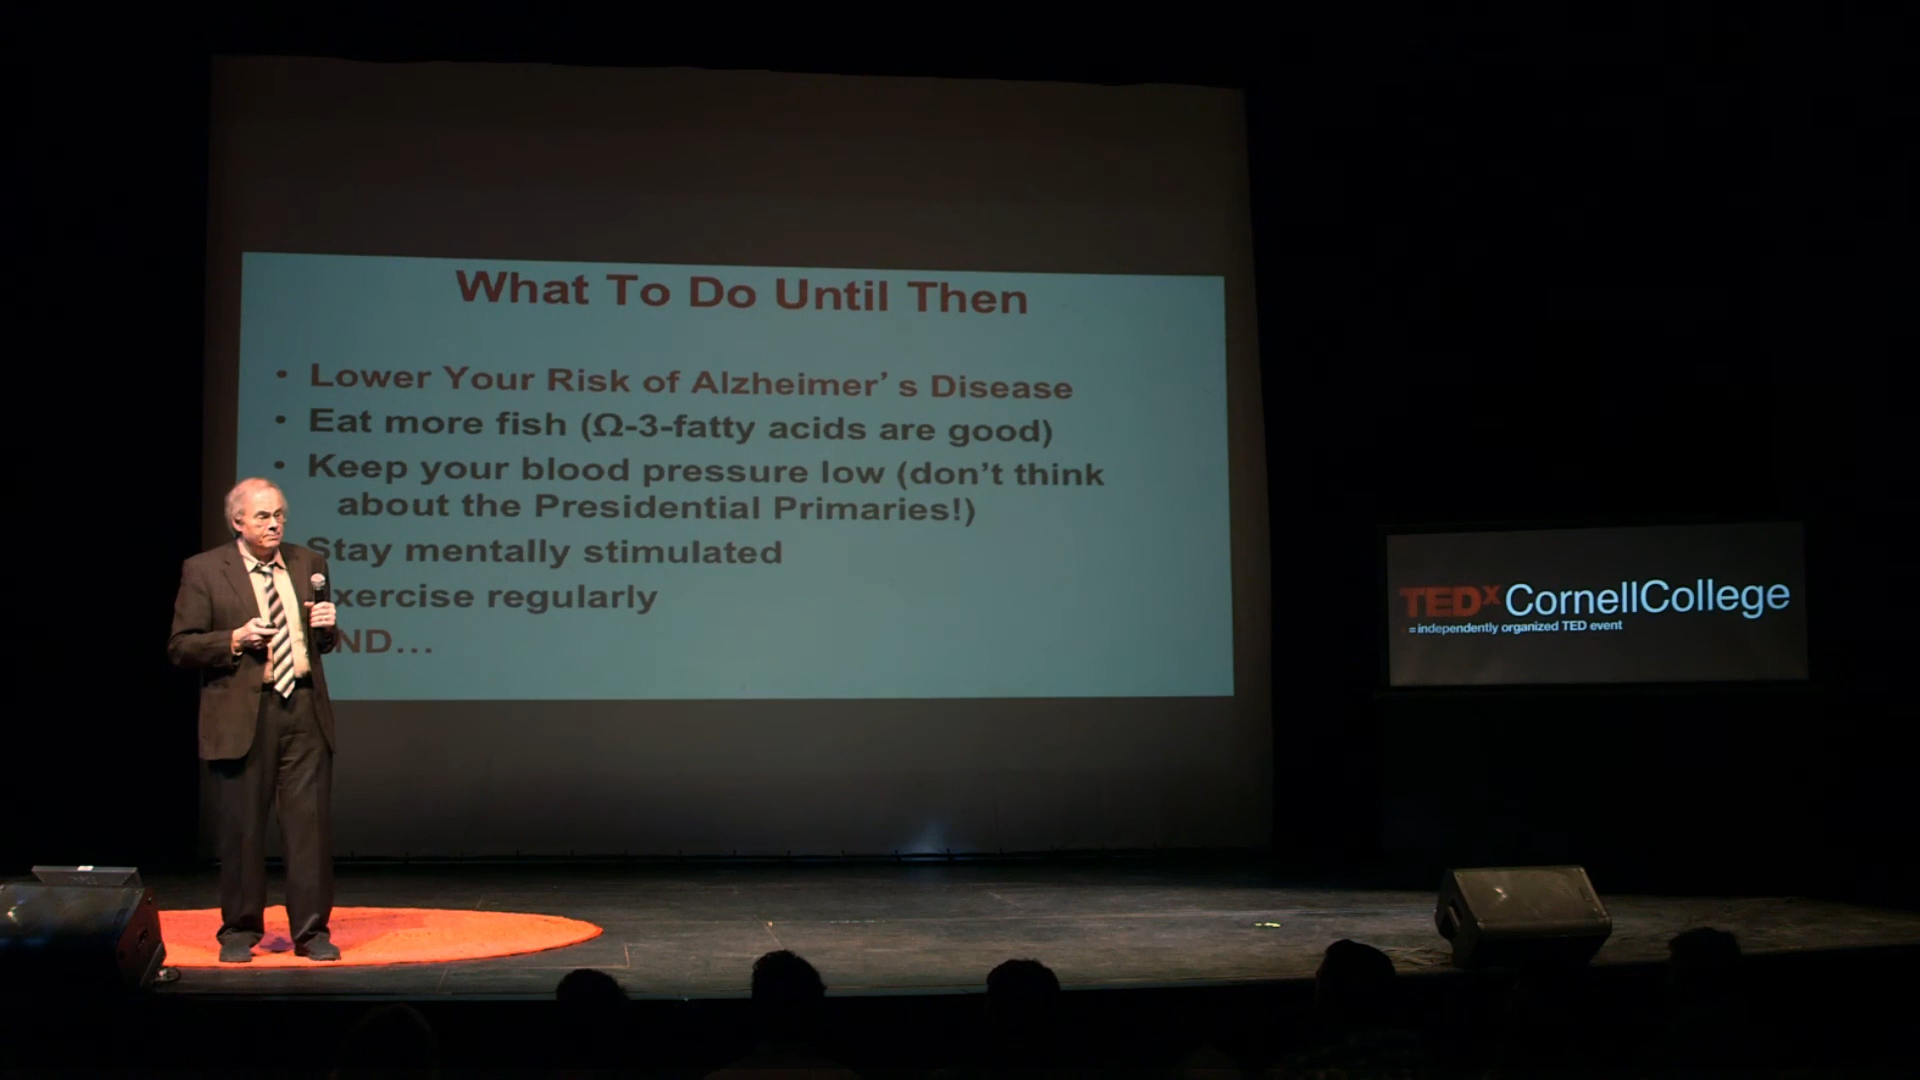 What To Do Until Then
• Lower Your Risk of Alzheimer’s Disease
• Eat more fish (Ω-3-fatty acids are good)
• Keep your blood pressure low (don’t think
about the Presidential Primaries!)
Stay mentally stimulated
xercise regularly
ND...
TEDx CornellCollege
= independently organized TED event